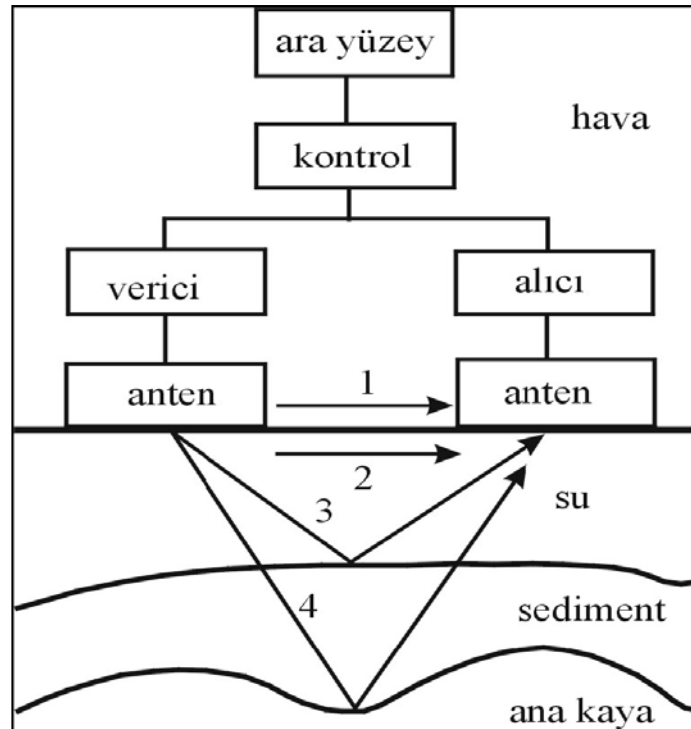 ara yüzey
hava
kontrol
verici
alıcı
anten
1
anten
2
3
su
4
sediment
ana kaya